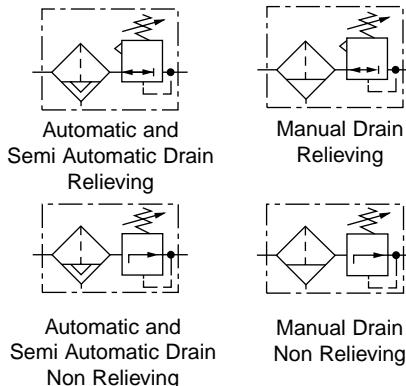 Automatic and
Semi Automatic Drain
Relieving
Manual Drain
Relieving
Automatic and
Semi Automatic Drain
Non Relieving
Manual Drain
Non Relieving